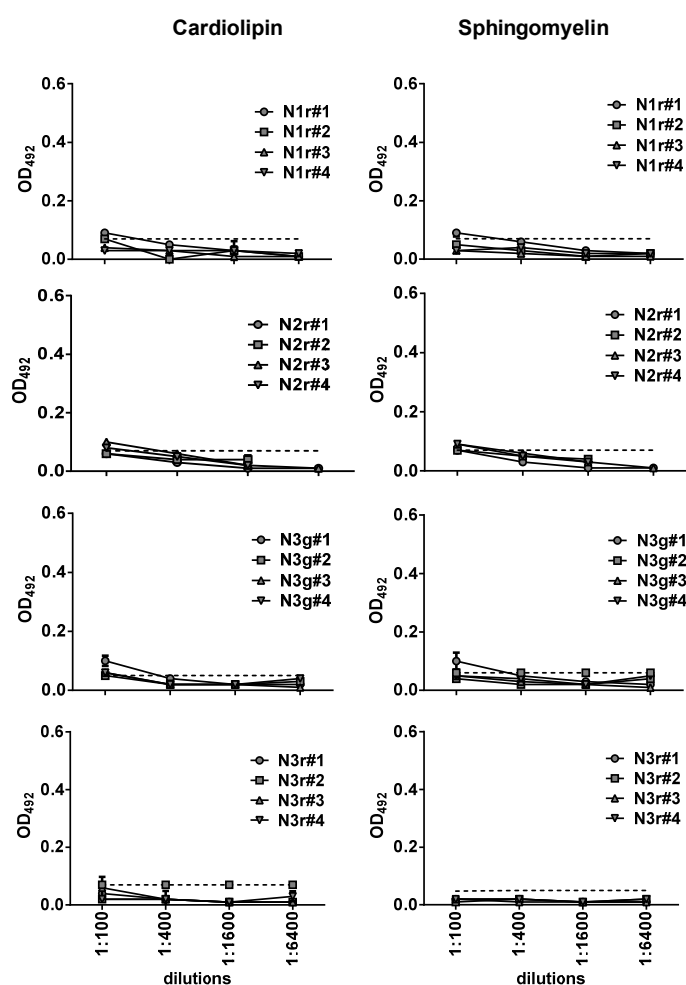 Cardiolipin
Sphingomyelin
0.6
0.4
0.2
0.0
OD492
N1r#1
N1r#2
N1r#3
N1r#4
0.6
0.4
0.2
0.0
OD492
N1r#1
N1r#2
N1r#3
N1r#4
0.6
0.4
0.2
0.0
OD492
N2r#1
N2r#2
N2r#3
N2r#4
0.6
0.4
0.2
0.0
OD492
N2r#1
N2r#2
N2r#3
N2r#4
0.6
0.4
0.2
0.0
OD492
N3g#1
N3g#2
N3g#3
N3g#4
0.6
0.4
0.2
0.0
OD492
N3g#1
N3g#2
N3g#3
N3g#4
0.6
0.4
0.2
0.0
OD492
N3r#1
N3r#2
N3r#3
N3r#4
1:100
1:400
1:1600
1:6400
dilutions
0.6
0.4
0.2
0.0
OD492
N3r#1
N3r#2
N3r#3
N3r#4
1:100
1:400
1:1600
1:6400
dilutions